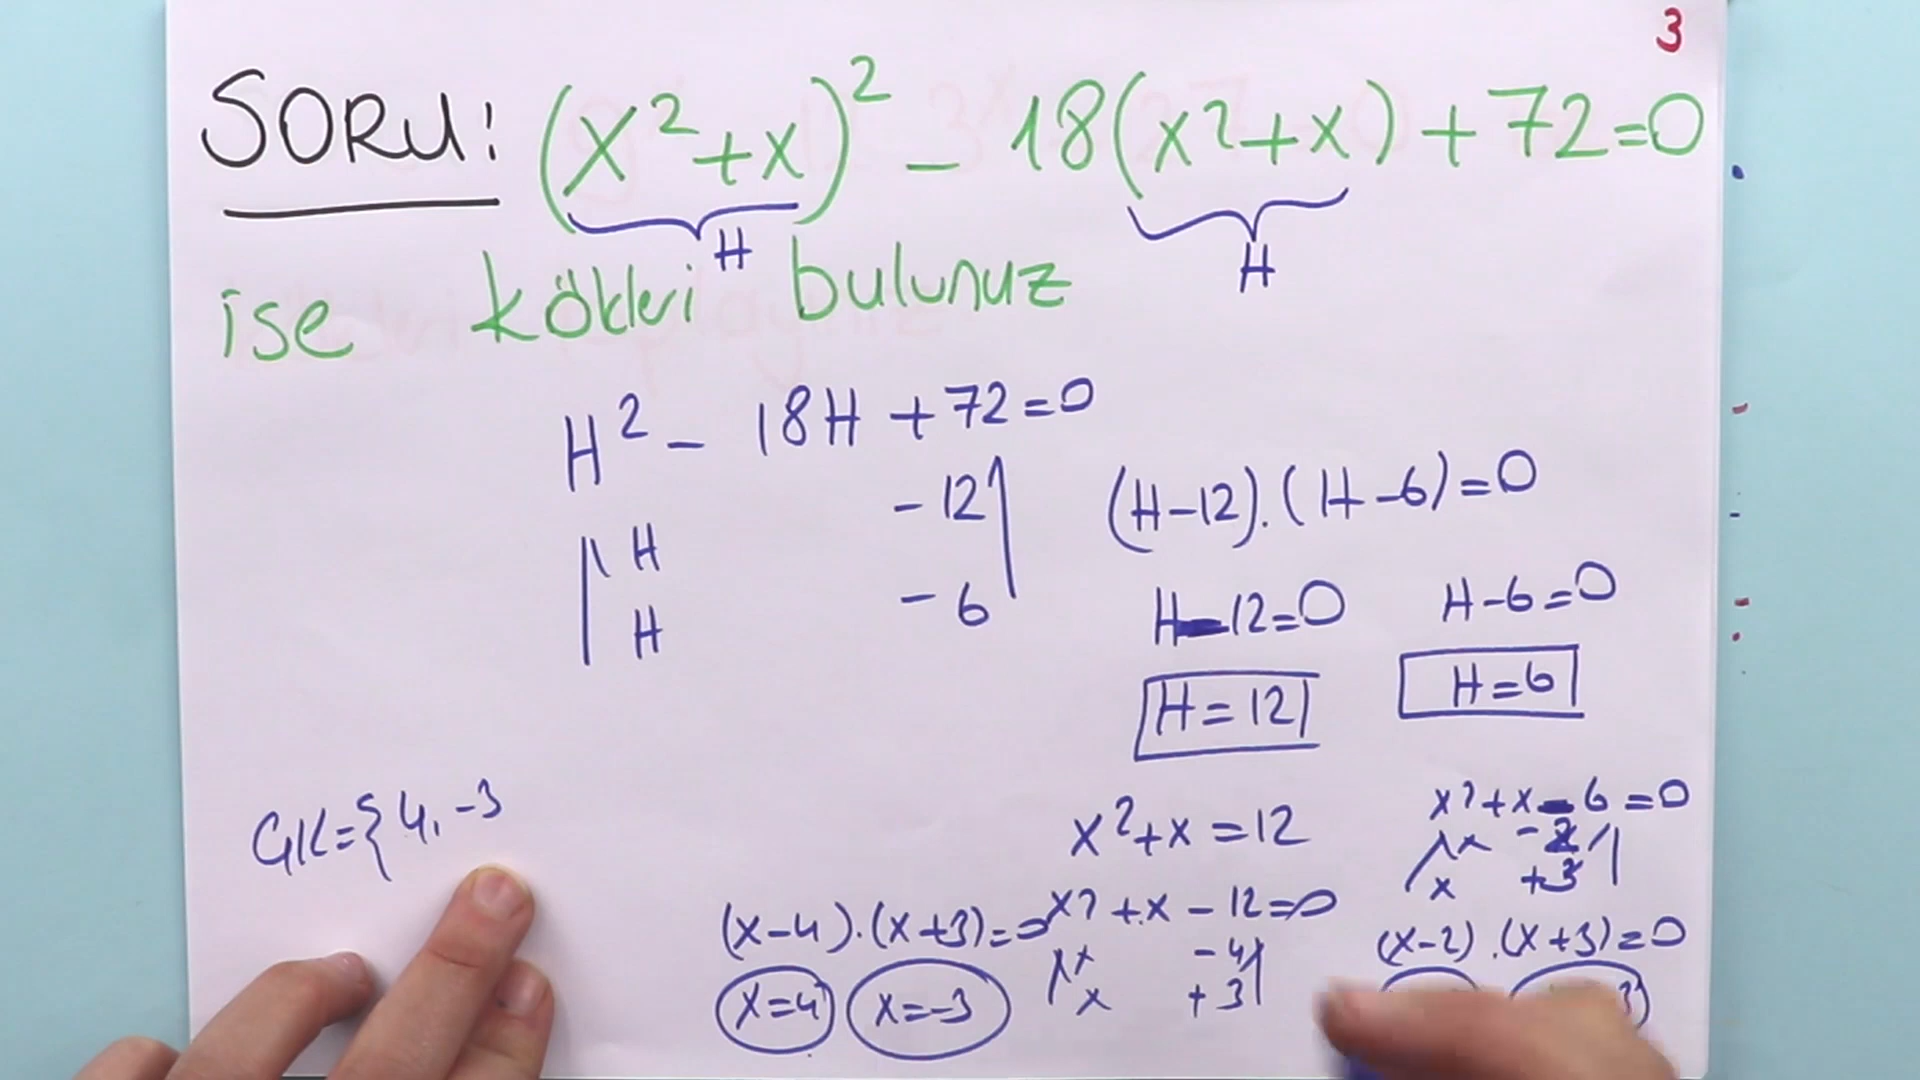 3
SORU: (x²+x)² - 18(x²+x) + 72=0
H H
ise kökleri bulunuz
H² - 18H + 72=0
H - 12
H - 6
(H-12).(H-6)=0
H-12=0 H-6=0
H=12 H=6
x²+x=12
x²+x-12=0
x -4
x +3
(x-4).(x+3)=0
x=4 x=-3
x²+x-6=0
x -2
x +3
(x-2).(x+3)=0
ÇK={4, -3